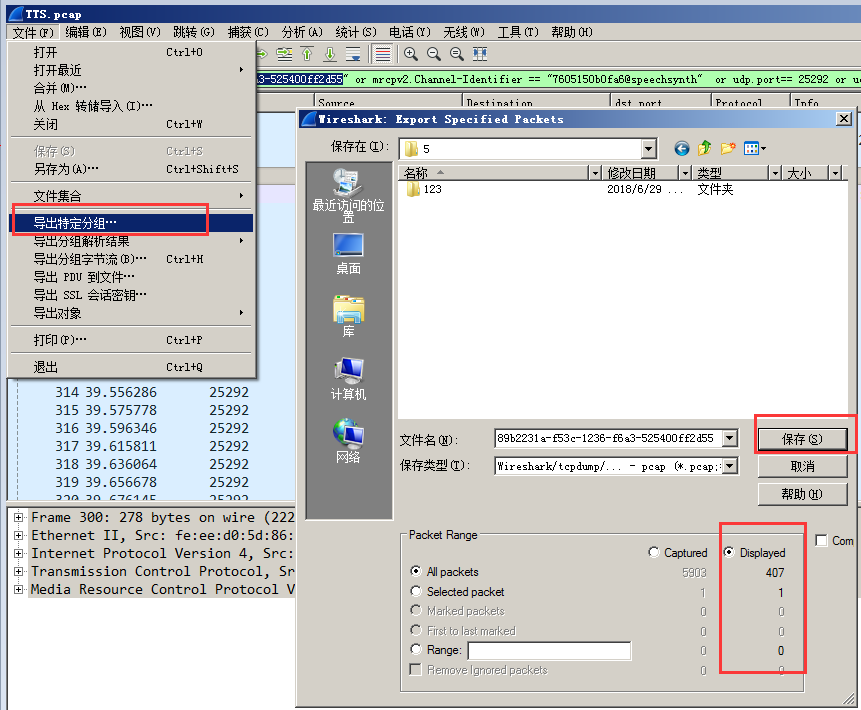 TTS.pcap
文件(F) 编辑(E) 视图(V) 跳转(G) 捕获(C) 分析(A) 统计(S) 电话(Y) 无线(W) 工具(T) 帮助(H)
打开 Ctrl+O
打开最近
合并(M)…
从 Hex 转储导入(I)…
关闭 Ctrl+W
保存(S) Ctrl+S
另存为(A)… Ctrl+Shift+S
文件集合
导出特定分组…
导出分组解析结果
导出分组字节流(B)… Ctrl+H
导出 PDU 到文件…
导出 SSL 会话密钥…
导出对象
打印(P)… Ctrl+P
退出 Ctrl+Q
a3-525400ff2d55" or mrcpv2.Channel-Identifier == "7605150b0fa6@speechsynth" or udp.port== 25292 or
Source Destination dst port Protocol Info
314 39.556286 25292
315 39.575778 25292
316 39.596346 25292
317 39.615811 25292
318 39.636064 25292
319 39.656678 25292
320 39.676145 25292
Frame 300: 278 bytes on wire (222
Ethernet II, Src: fe:ee:d0:5d:86:
Internet Protocol Version 4, Src:
Transmission Control Protocol, Sr
Media Resource Control Protocol V
Wireshark: Export Specified Packets
保存在(I): 5
名称 修改日期 类型 大小
123 2018/6/29 ... 文件夹
最近访问的位
置
桌面
库
计算机
网络
文件名(N): 89b2231a-f53c-1236-f6a3-525400ff2d55 保存(S)
保存类型(T): Wireshark/tcpdump/... - pcap (*.pcap; 取消
帮助(H)
Packet Range
Captured Displayed Com
All packets 5903 407
Selected packet 1 1
Marked packets 0 0
First to last marked 0 0
Range: 0 0
Remove Ignored packets 0 0